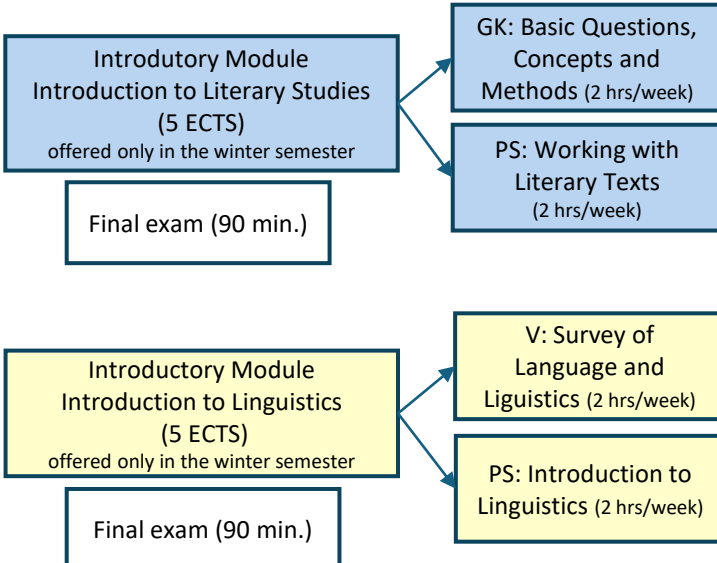 Introdutory Module
Introduction to Literary Studies
(5 ECTS)
offered only in the winter semester
Final exam (90 min.)
GK: Basic Questions,
Concepts and
Methods (2 hrs/week)
PS: Working with
Literary Texts
(2 hrs/week)
Introductory Module
Introduction to Linguistics
(5 ECTS)
offered only in the winter semester
Final exam (90 min.)
V: Survey of
Language and
Liguistics (2 hrs/week)
PS: Introduction to
Linguistics (2 hrs/week)